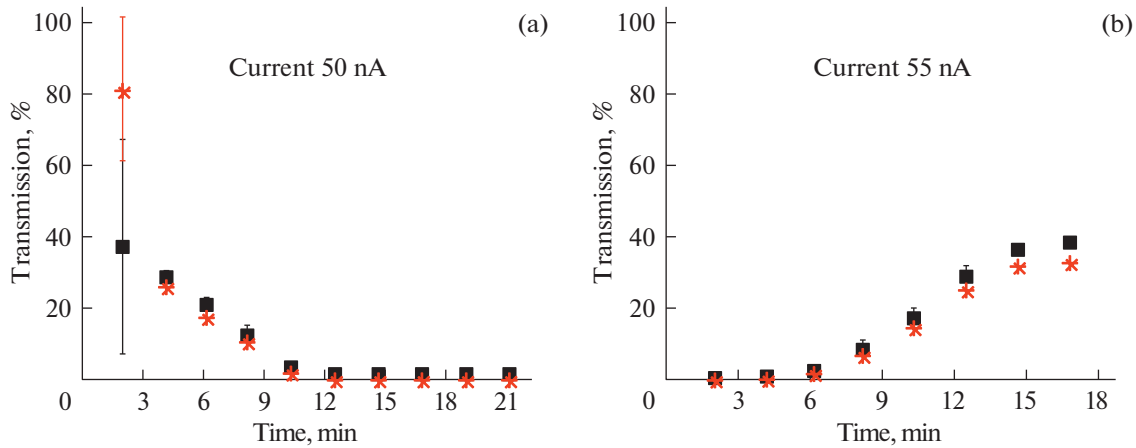 (a)
Current 50 nA
Transmission, %
100
80
60
40
20
0
3 6 9 12 15 18 21
Time, min
(b)
Current 55 nA
Transmission, %
100
80
60
40
20
0
3 6 9 12 15 18
Time, min